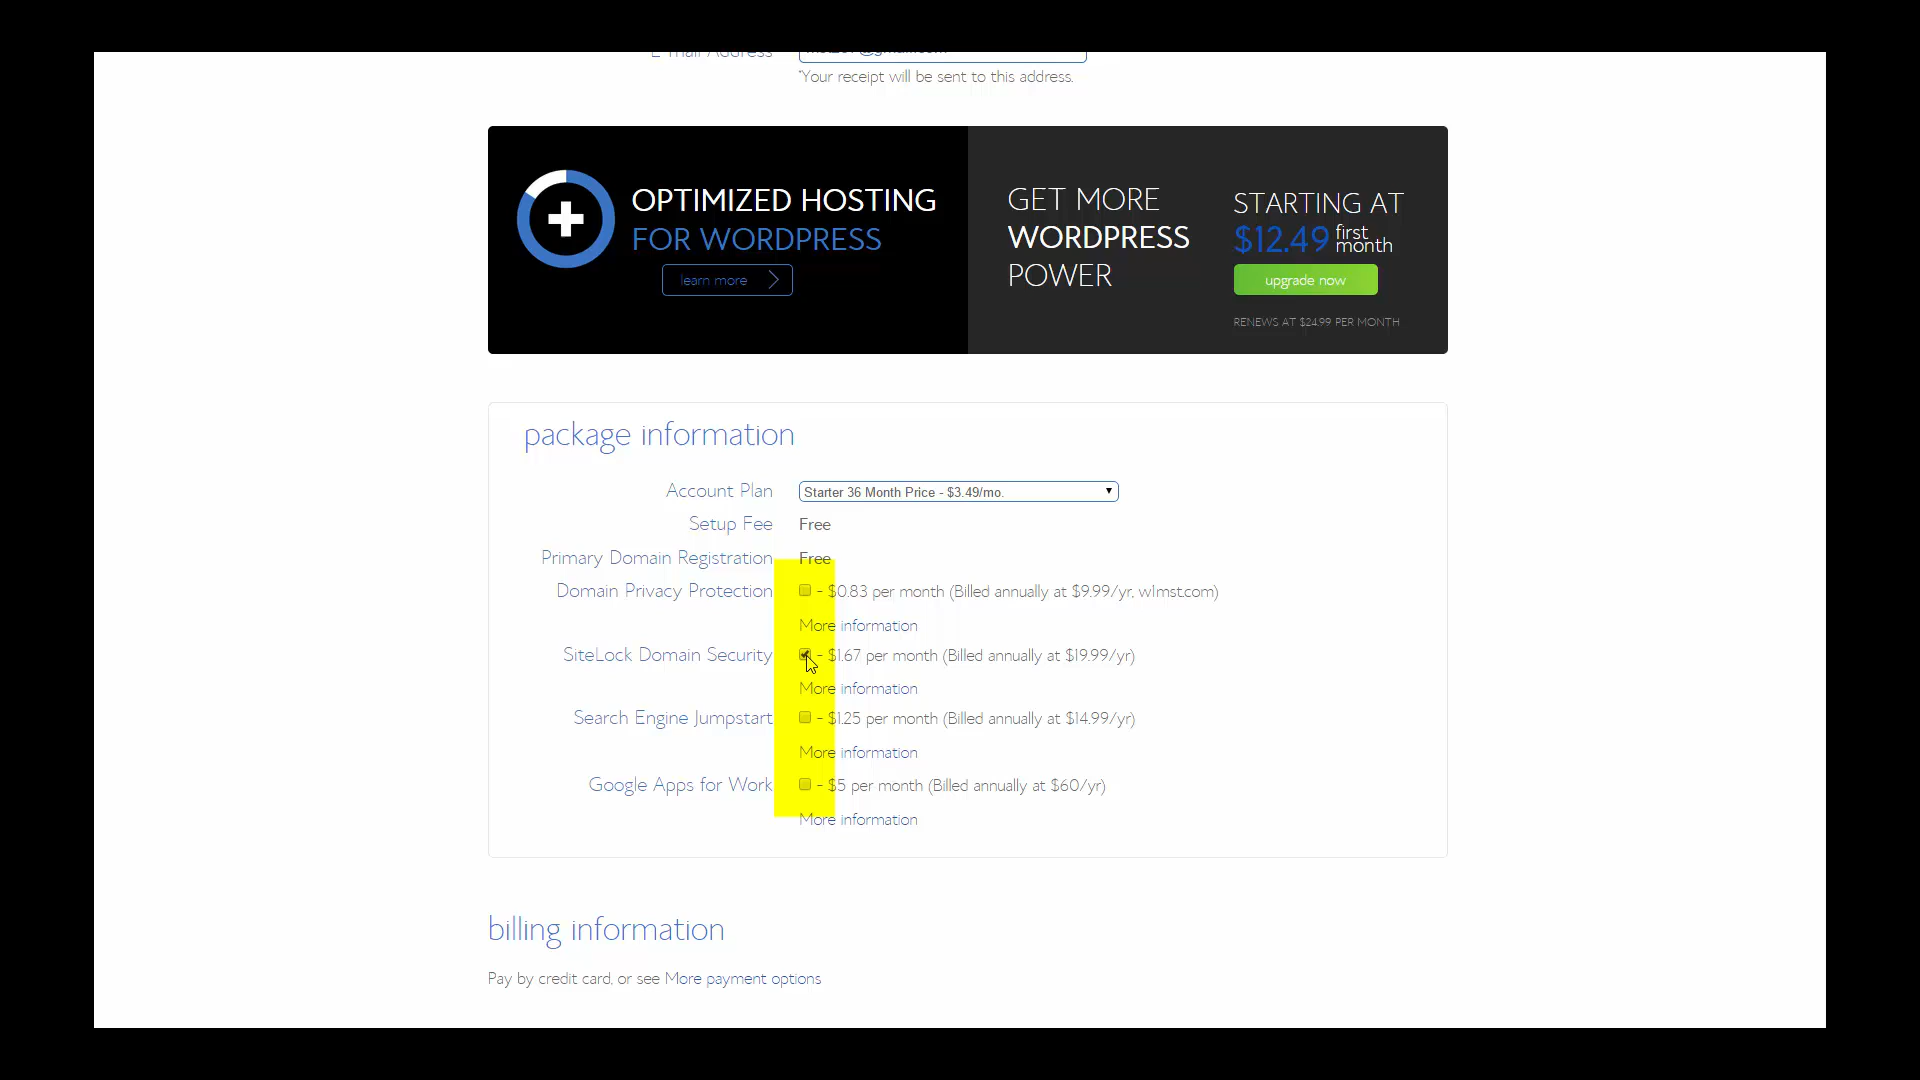 E-mail Address
*Your receipt will be sent to this address.
OPTIMIZED HOSTING
FOR WORDPRESS
learn more
GET MORE
WORDPRESS
POWER
STARTING AT
$12.49 first month
upgrade now
RENEWS AT $24.99 PER MONTH
package information
Account Plan Starter 36 Month Price - $3.49/mo.
Setup Fee Free
Primary Domain Registration Free
Domain Privacy Protection - $0.83 per month (Billed annually at $9.99/yr, w1mst.com)
More information
SiteLock Domain Security - $1.67 per month (Billed annually at $19.99/yr)
More information
Search Engine Jumpstart - $1.25 per month (Billed annually at $14.99/yr)
More information
Google Apps for Work - $5 per month (Billed annually at $60/yr)
More information
billing information
Pay by credit card, or see More payment options